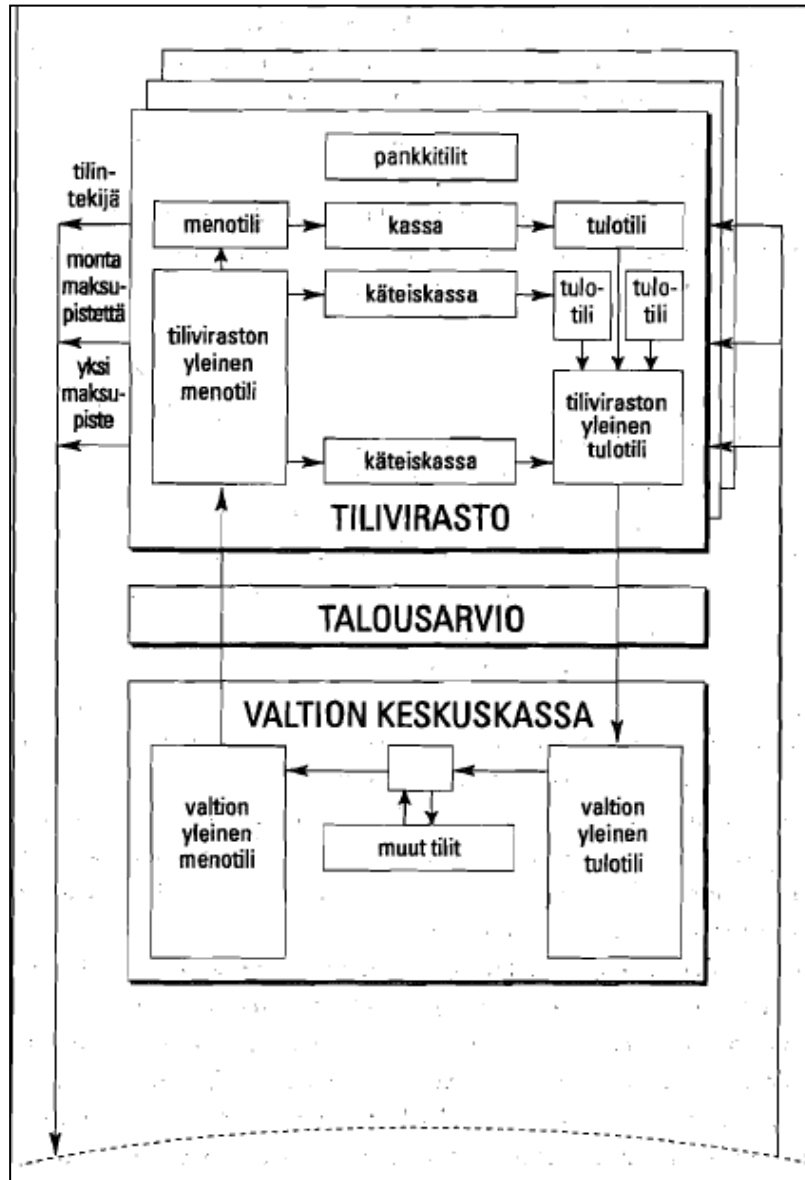 pankkitilit
tilin-
tekijä
menotili
kassa
tulotili
monta
maksu-
pistettä
käteiskassa
tulo-
tili
tulo-
tili
tiliviraston
yleinen
menotili
yksi
maksu-
piste
tiliviraston
yleinen
tulotili
käteiskassa
TILIVIRASTO
TALOUSARVIO
VALTION KESKUSKASSA
valtion
yleinen
menotili
muut tilit
valtion
yleinen
tulotili